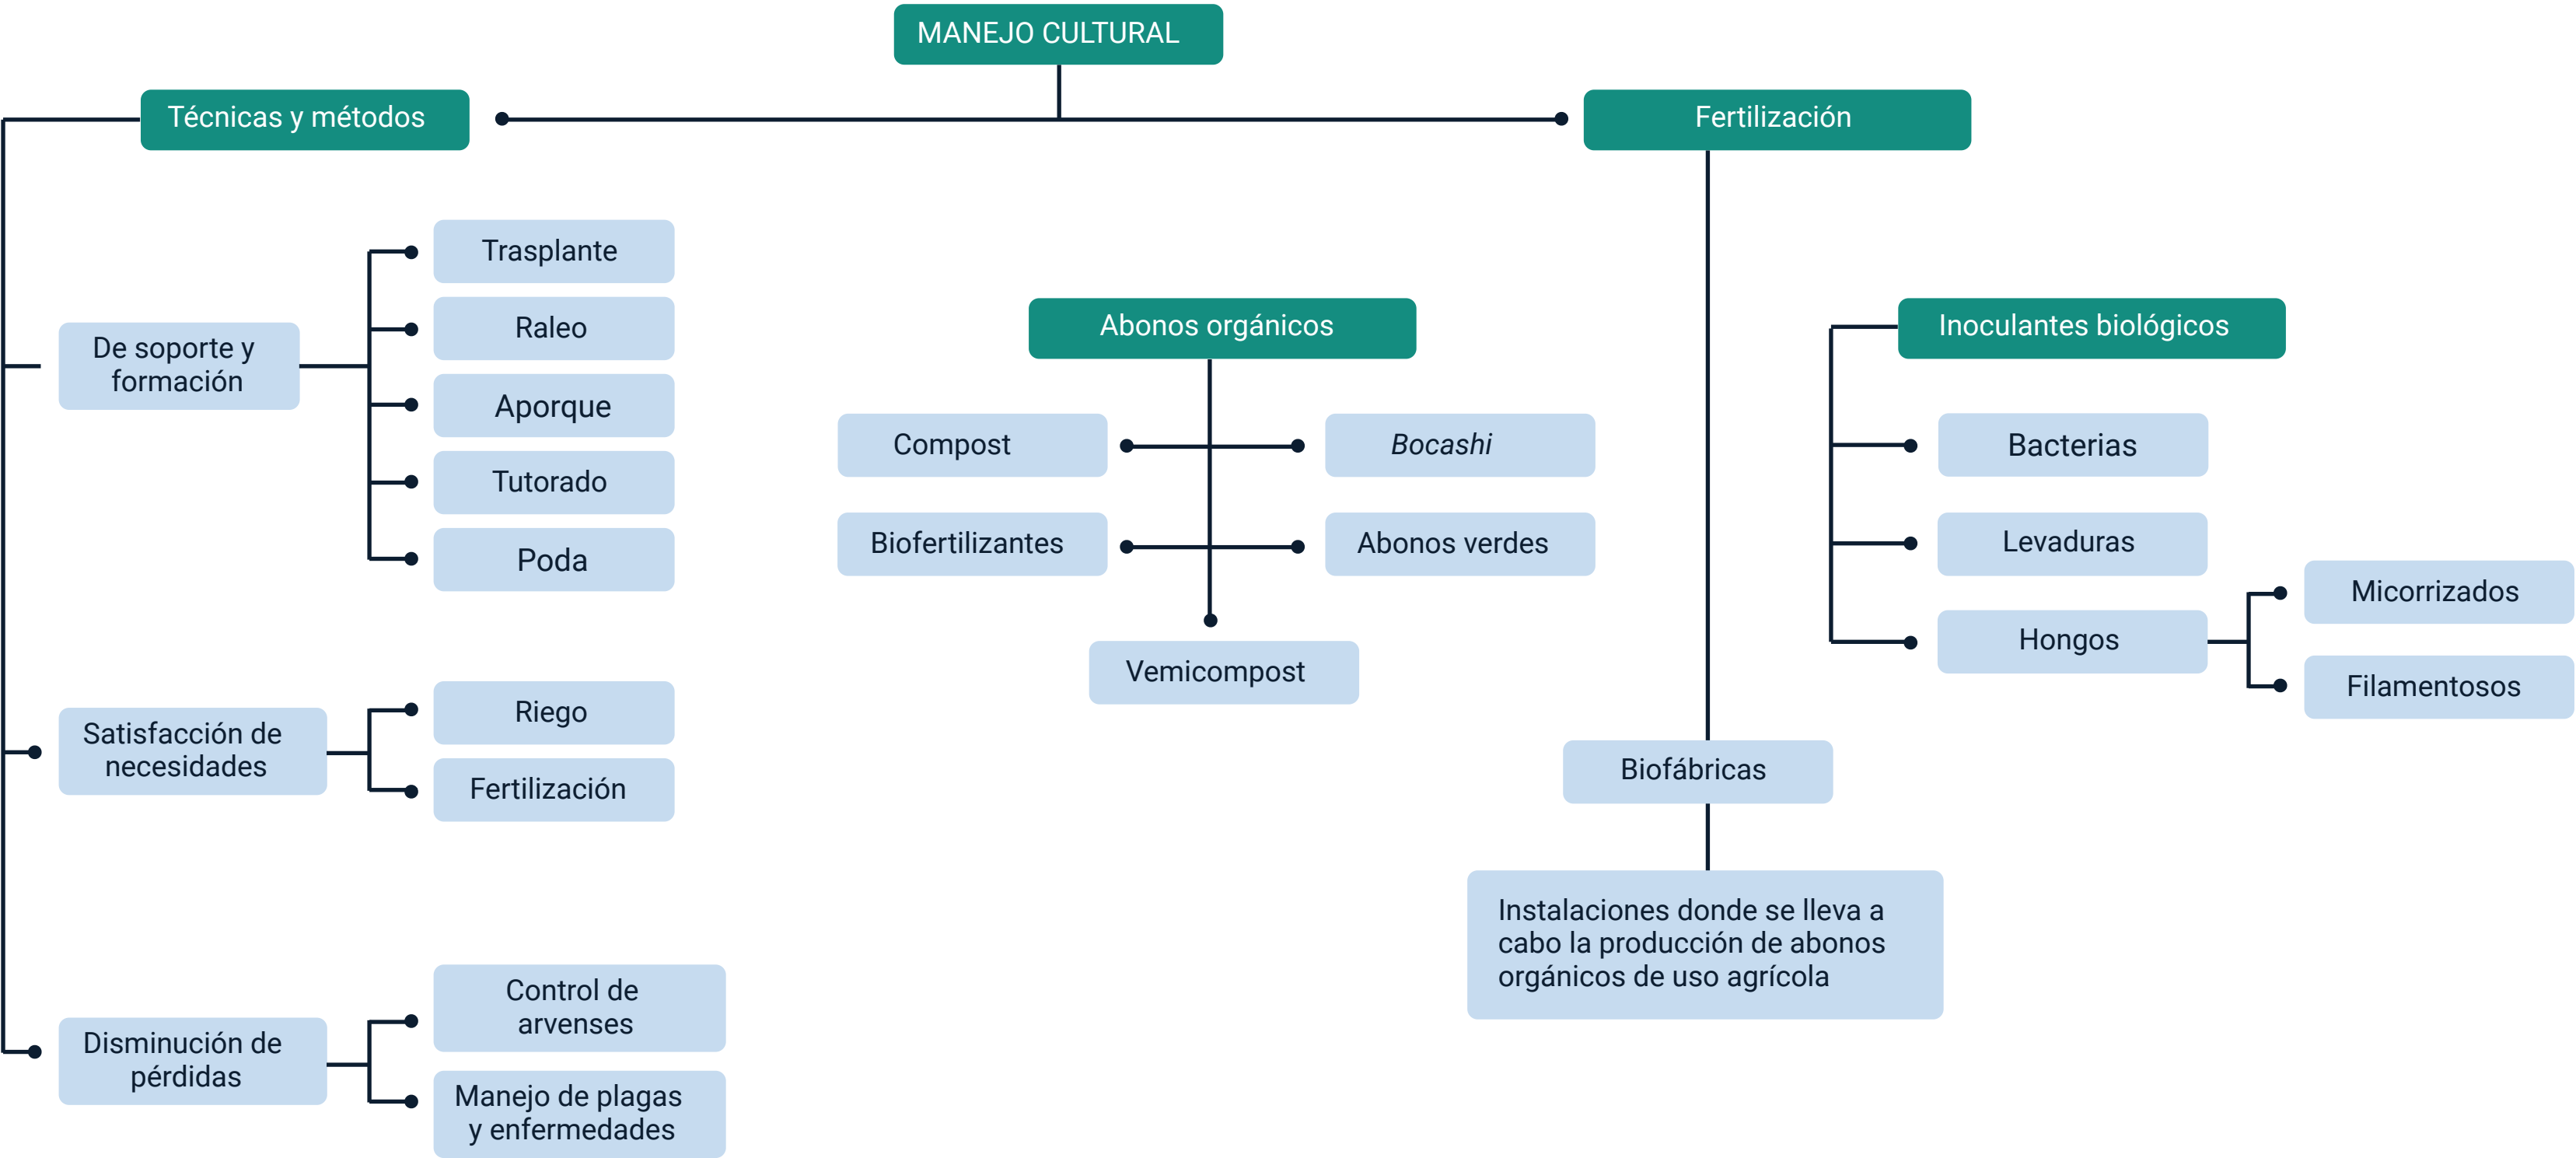 MANEJO CULTURAL
Técnicas y métodos
Fertilización
De soporte y
formación
Trasplante
Raleo
Aporque
Tutorado
Poda
Satisfacción de
necesidades
Riego
Fertilización
Disminución de
pérdidas
Control de
arvenses
Manejo de plagas
y enfermedades
Abonos orgánicos
Compost
Bocashi
Biofertilizantes
Abonos verdes
Vemicompost
Inoculantes biológicos
Bacterias
Levaduras
Hongos
Micorrizados
Filamentosos
Biofábricas
Instalaciones donde se lleva a
cabo la producción de abonos
orgánicos de uso agrícola